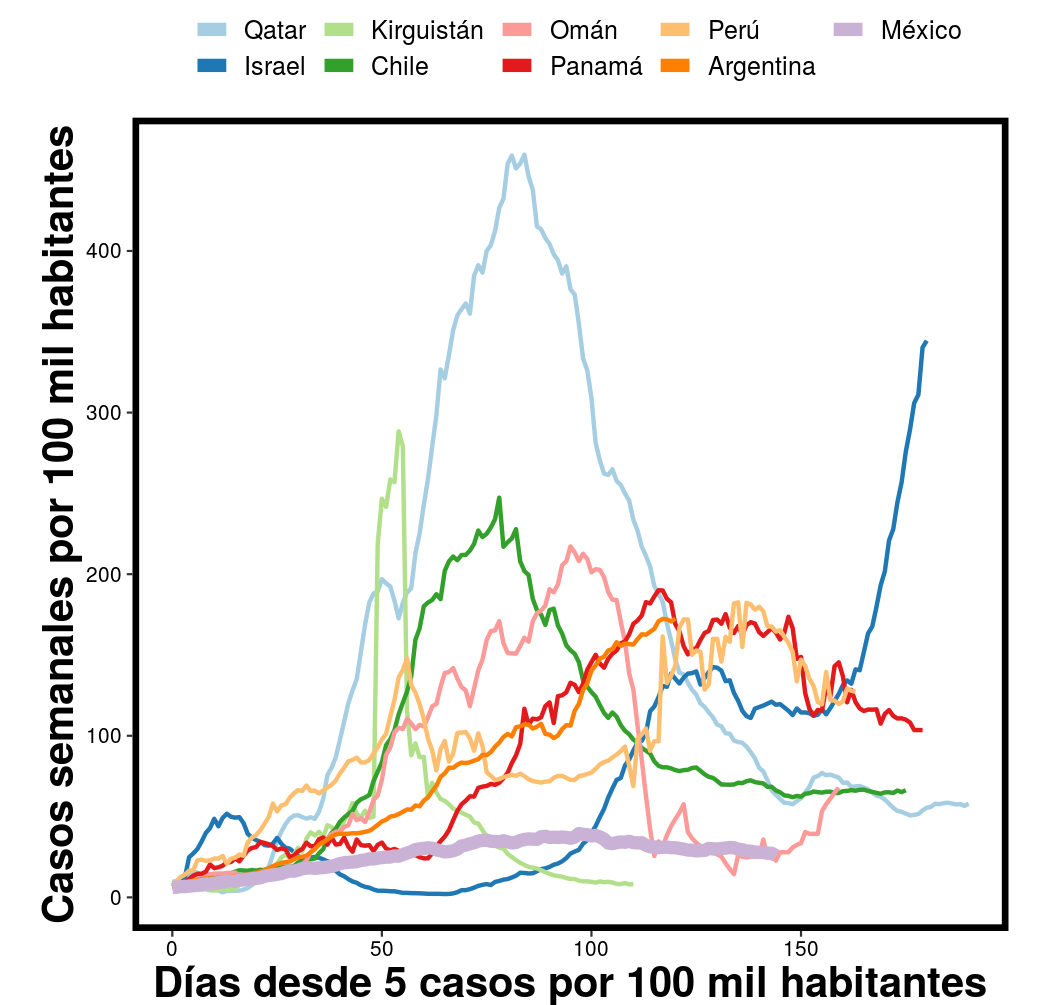 Qatar Kirguistán Omán Perú México
Israel Chile Panamá Argentina
Casos semanales por 100 mil habitantes
400
300
200
100
0
0 50 100 150
Días desde 5 casos por 100 mil habitantes